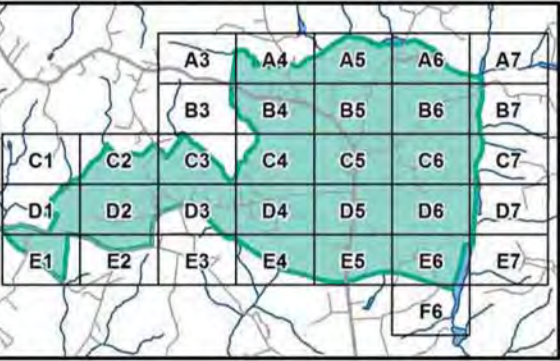 A3 A4 A5 A6 A7
B3 B4 B5 B6 B7
C1 C2 C3 C4 C5 C6 C7
D1 D2 D3 D4 D5 D6 D7
E1 E2 E3 E4 E5 E6 E7
F6